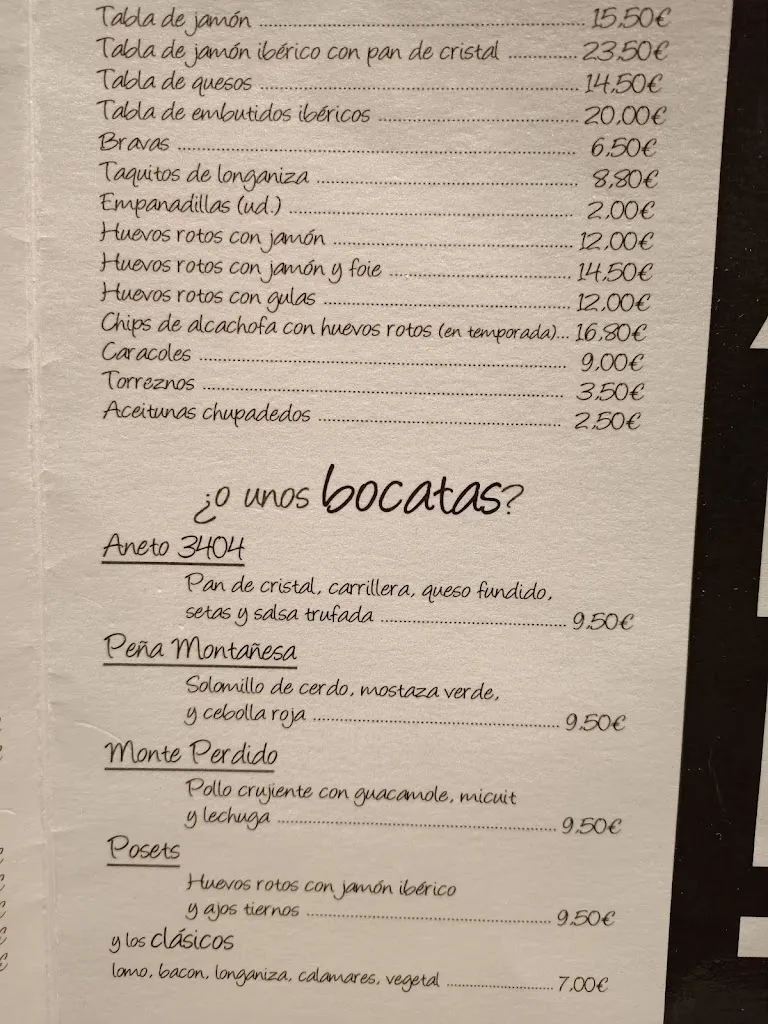 Tabla de jamón ........ 15,50€
Tabla de jamón ibérico con pan de cristal ........ 23,50€
Tabla de quesos ........ 14,50€
Tabla de embutidos ibéricos ........ 20,00€
Bravas ........ 6,50€
Taquitos de longaniza ........ 8,80€
Empanadillas (ud.) ........ 2,00€
Huevos rotos con jamón ........ 12,00€
Huevos rotos con jamón y foie ........ 14,50€
Huevos rotos con gulas ........ 12,00€
Chips de alcachofa con huevos rotos (en temporada)... 16,80€
Caracoles ........ 9,00€
Torreznos ........ 3,50€
Aceitunas chupadedos ........ 2,50€
¿o unos bocatas?
Aneto 3404
Pan de cristal, carrillera, queso fundido,
setas y salsa trufada ........ 9,50€
Peña Montañesa
Solomillo de cerdo, mostaza verde,
y cebolla roja ........ 9,50€
Monte Perdido
Pollo crujiente con guacamole, micuit
y lechuga ........ 9,50€
Posets
Huevos rotos con jamón ibérico
y ajos tiernos ........ 9,50€
y los clásicos
lomo, bacon, longaniza, calamares, vegetal ........ 7,00€